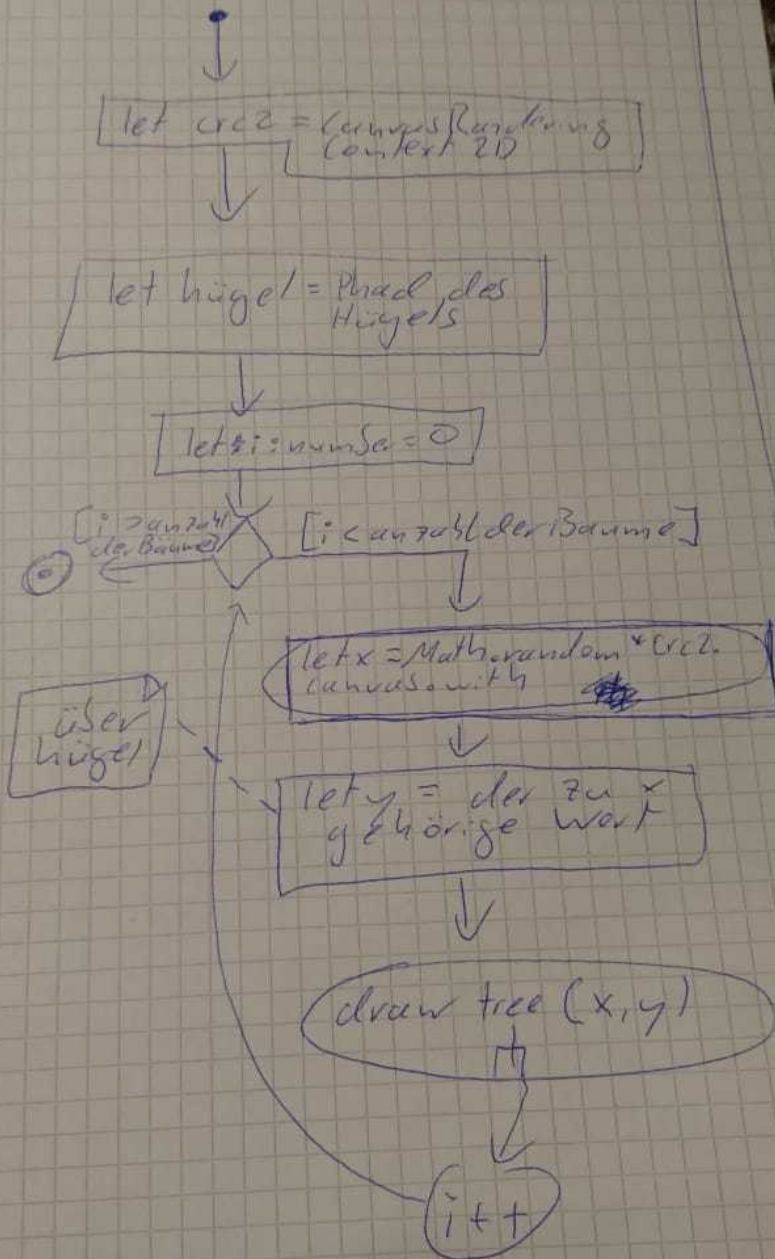 let crc2 = CanvasRendering
Context 2D
let hügel = Phad des
Hügels
let i: number = 0
[i > anzahl
der Bäume]
[i < anzahl der Bäume]
let x = Math.random * crc2.
canvas.with
über
hügel
let y = der zu x
gehörige Wert
draw tree (x, y)
i++